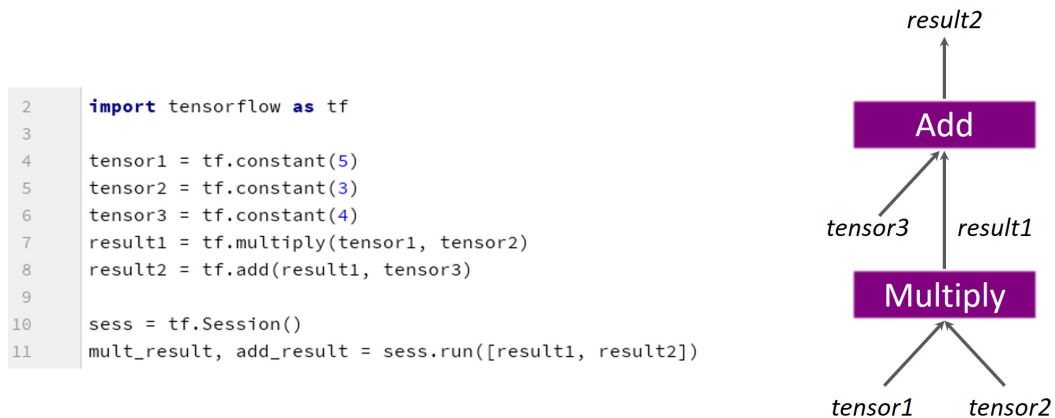 2 import tensorflow as tf
3
4 tensor1 = tf.constant(5)
5 tensor2 = tf.constant(3)
6 tensor3 = tf.constant(4)
7 result1 = tf.multiply(tensor1, tensor2)
8 result2 = tf.add(result1, tensor3)
9
10 sess = tf.Session()
11 mult_result, add_result = sess.run([result1, result2])
result2
Add
tensor3 result1
Multiply
tensor1 tensor2